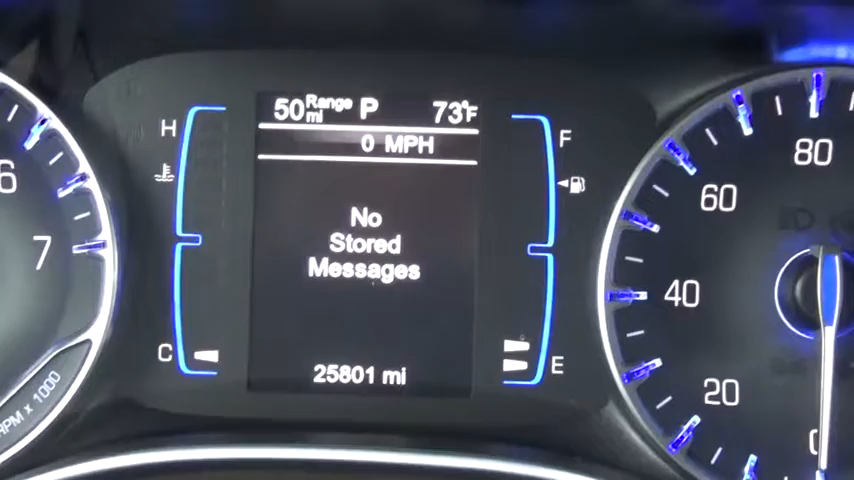 50 Range mi P 73°F
0 MPH
No
Stored
Messages
25801 mi
H
C
F
E
6
7
RPM x 1000
80
60
40
20
0